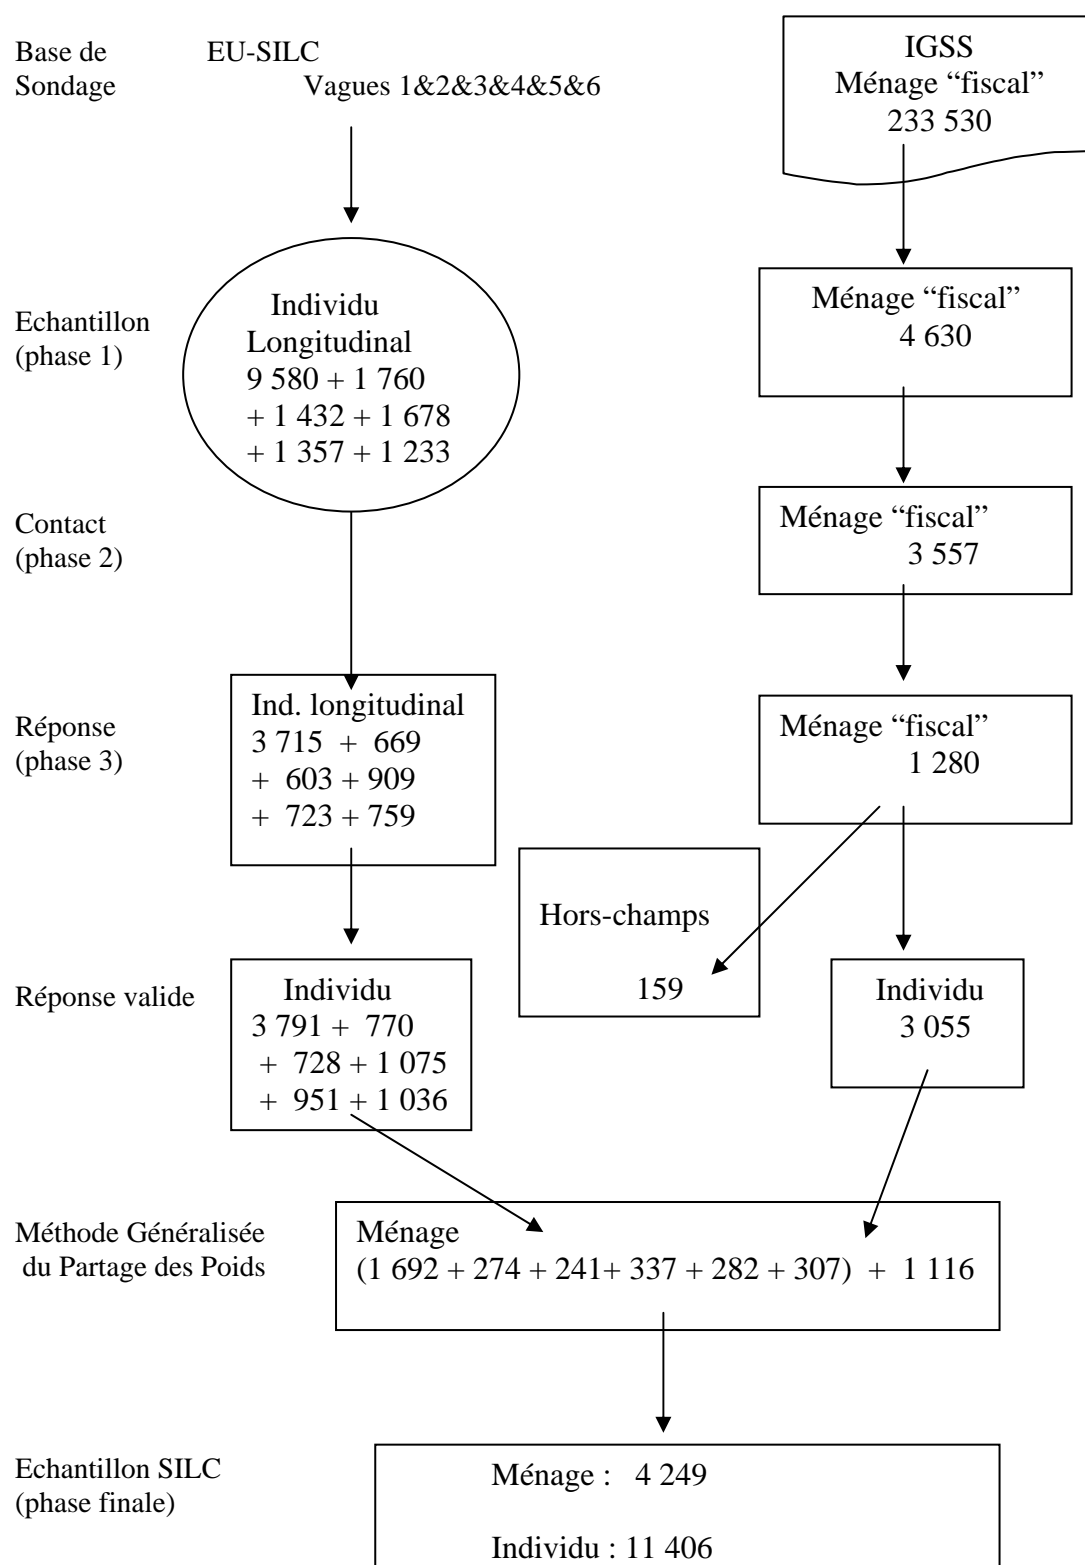 Base de
Sondage
EU-SILC
Vagues 1&2&3&4&5&6
IGSS
Ménage “fiscal”
233 530
Echantillon
(phase 1)
Individu
Longitudinal
9 580 + 1 760
+ 1 432 + 1 678
+ 1 357 + 1 233
Ménage “fiscal”
4 630
Contact
(phase 2)
Ménage “fiscal”
3 557
Réponse
(phase 3)
Ind. longitudinal
3 715 + 669
+ 603 + 909
+ 723 + 759
Ménage “fiscal”
1 280
Hors-champs
159
Réponse valide
Individu
3 791 + 770
+ 728 + 1 075
+ 951 + 1 036
Individu
3 055
Méthode Généralisée
du Partage des Poids
Ménage
(1 692 + 274 + 241+ 337 + 282 + 307) + 1 116
Echantillon SILC
(phase finale)
Ménage : 4 249
Individu : 11 406